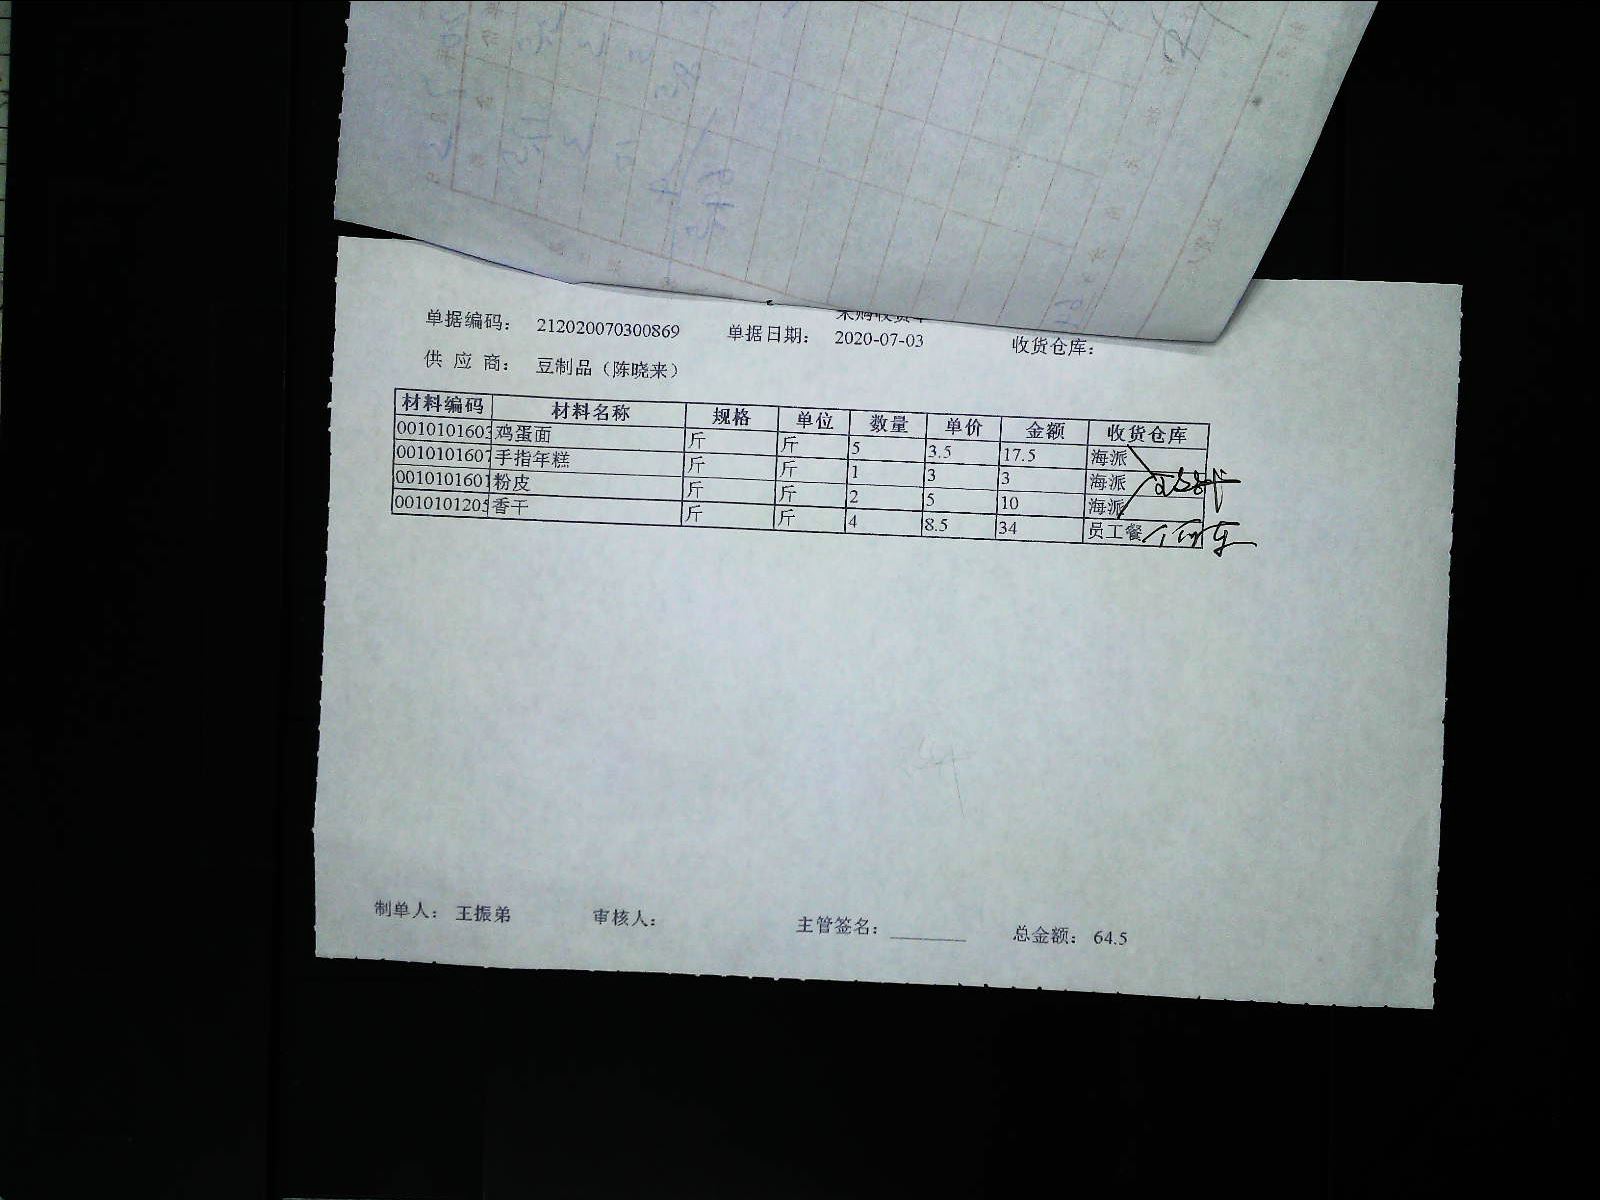 采购收货单
单据编码： 212020070300869 单据日期： 2020-07-03 收货仓库：
供 应 商： 豆制品（陈晓来）
材料编码 材料名称 规格 单位 数量 单价 金额 收货仓库
0010101603 鸡蛋面 斤 斤 5 3.5 17.5 海派
0010101607 手指年糕 斤 斤 1 3 3 海派
0010101601 粉皮 斤 斤 2 5 10 海派
0010101205 香干 斤 斤 4 8.5 34 员工餐
制单人： 王振弟 审核人： 主管签名： 总金额： 64.5